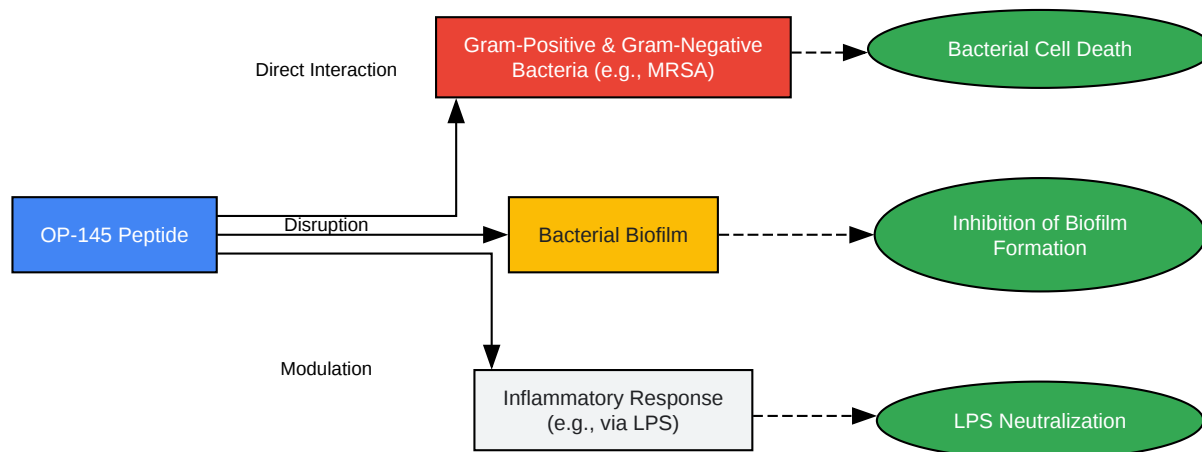 Gram-Positive & Gram-Negative
Bacteria (e.g., MRSA)
Bacterial Cell Death
Direct Interaction
OP-145 Peptide
Disruption
Bacterial Biofilm
Inhibition of Biofilm
Formation
Modulation
Inflammatory Response
(e.g., via LPS)
LPS Neutralization